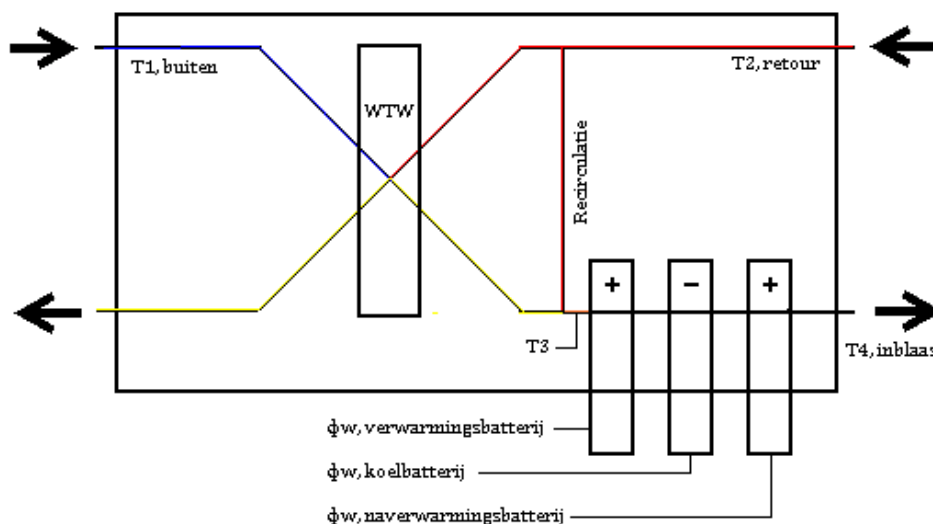 T1, buiten
WTW
T2, retour
Recirculatie
+
−
+
T3
T4, inblaas
ϕw, verwarmingsbatterij
ϕw, koelbatterij
ϕw, naverwarmingsbatterij